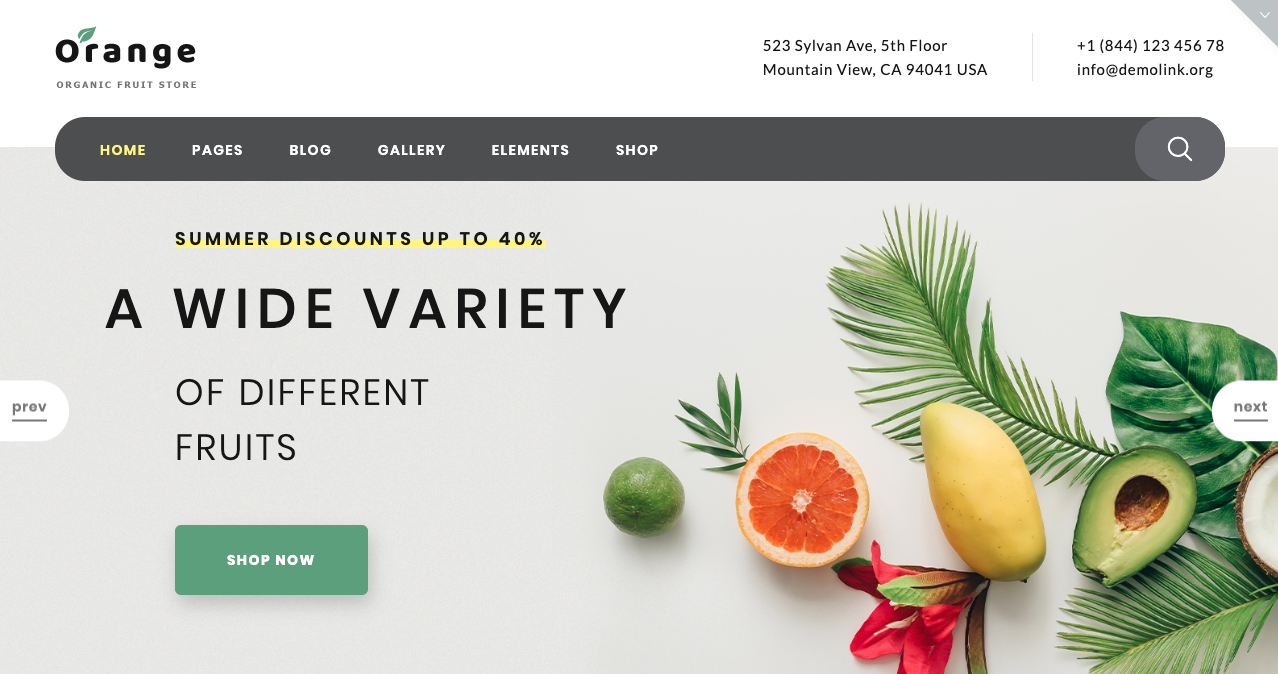 Orange
ORGANIC FRUIT STORE
523 Sylvan Ave, 5th Floor
Mountain View, CA 94041 USA
+1 (844) 123 456 78
info@demolink.org
HOME PAGES BLOG GALLERY ELEMENTS SHOP
SUMMER DISCOUNTS UP TO 40%
A WIDE VARIETY
OF DIFFERENT
FRUITS
prev
next
SHOP NOW